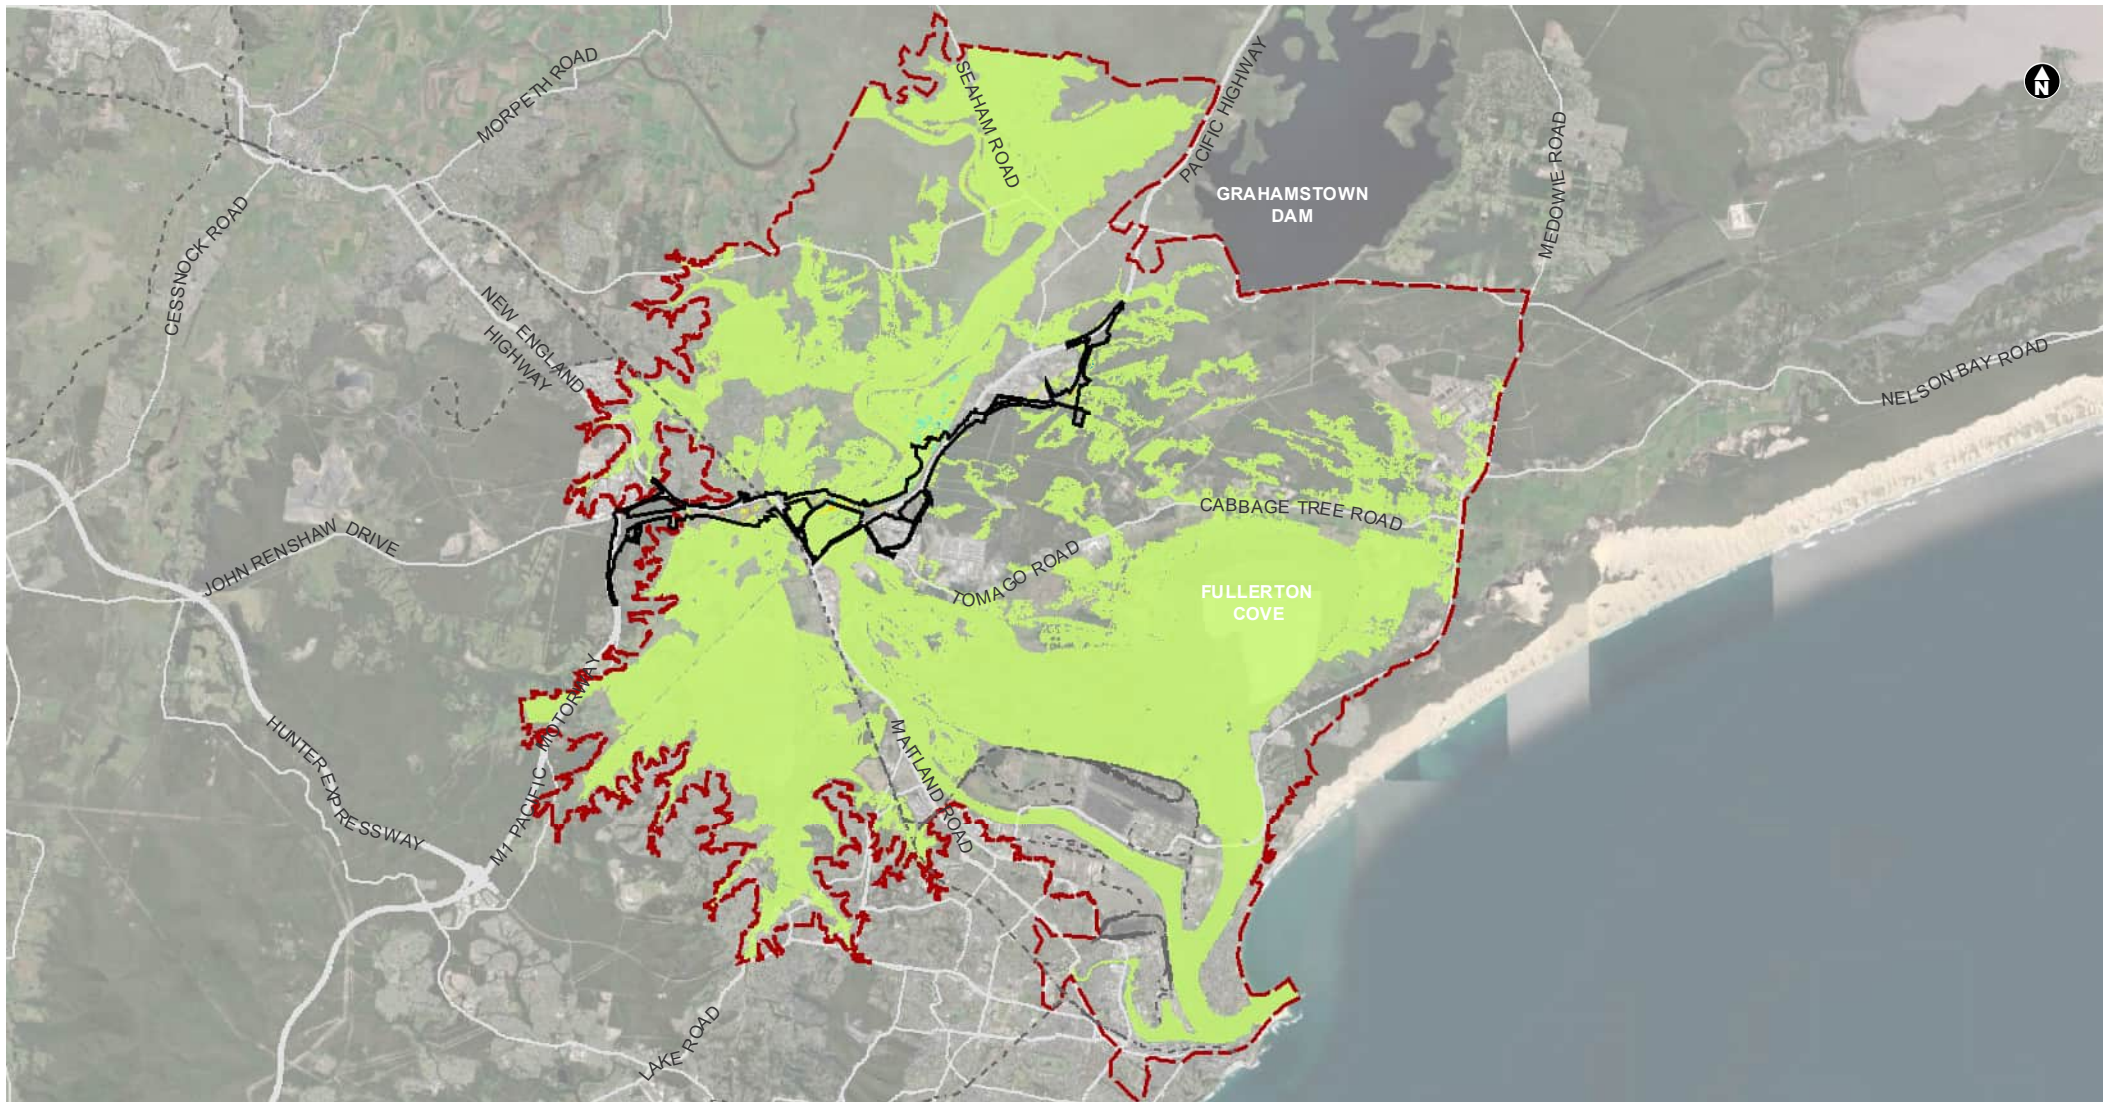 MORPETH ROAD
SEAHAM ROAD
PACIFIC HIGHWAY
N
GRAHAMSTOWN
DAM
MEDOWIE ROAD
CESSNOCK ROAD
NEW ENGLAND
HIGHWAY
NELSON BAY ROAD
CABBAGE TREE ROAD
JOHN RENSHAW DRIVE
TOMAGO ROAD
FULLERTON
COVE
HUNTER EXPRESSWAY
M1 PACIFIC MOTORWAY
MAITLAND ROAD
LAKE ROAD